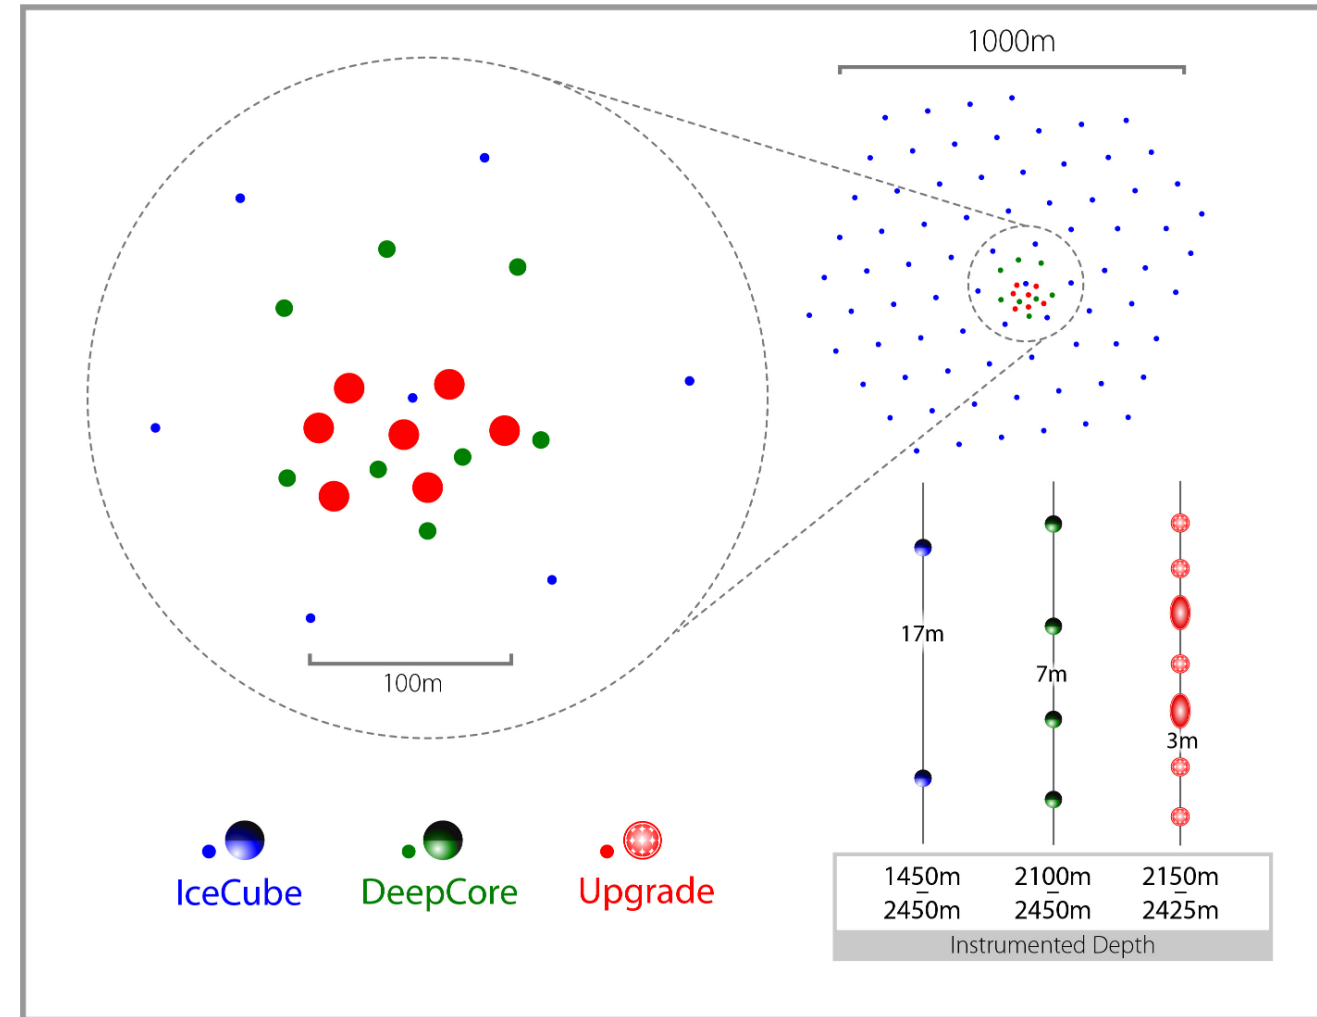 1000m
100m
17m
7m
3m
IceCube
DeepCore
Upgrade
1450m
–
2450m
2100m
–
2450m
2150m
–
2425m
Instrumented Depth